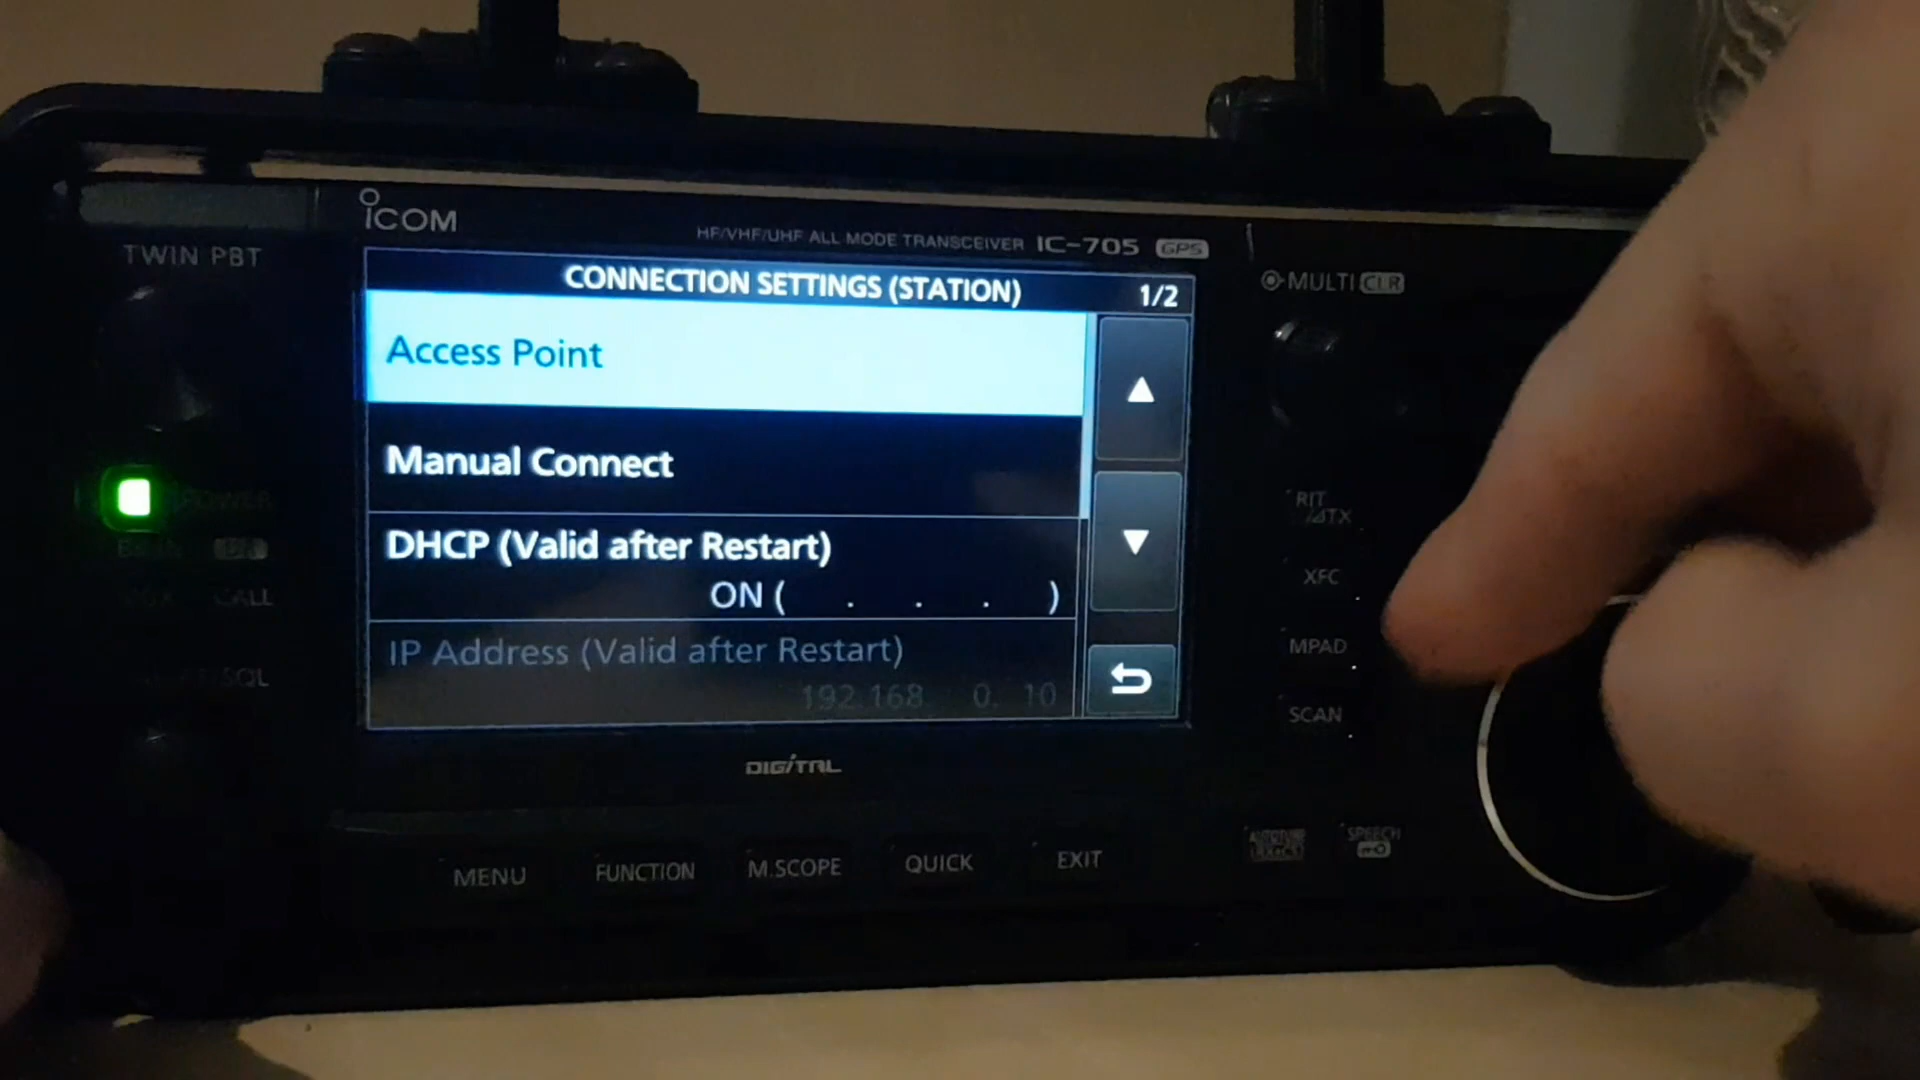 ICOM
HF/VHF/UHF ALL MODE TRANSCEIVER IC-705 GPS
TWIN PBT
CONNECTION SETTINGS (STATION) 1/2
MULTI CLR
Access Point
Manual Connect
POWER
RIT
/⊿TX
DHCP (Valid after Restart)
ON ( . . . )
CALL
XFC
IP Address (Valid after Restart)
192.168. 0. 10
SQL
MPAD
SCAN
DIGITAL
MENU FUNCTION M.SCOPE QUICK EXIT
SPEECH